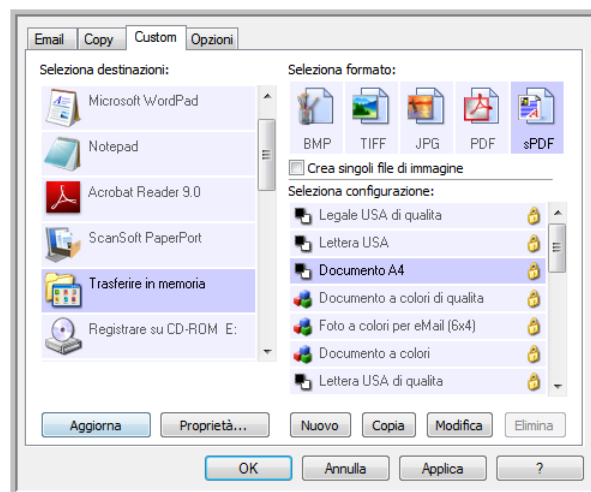 Email Copy Custom Opzioni
Seleziona destinazioni:
Microsoft WordPad
Notepad
Acrobat Reader 9.0
ScanSoft PaperPort
Trasferire in memoria
Registrare su CD-ROM E:
Aggiorna Proprietà...
Seleziona formato:
BMP TIFF JPG PDF sPDF
Crea singoli file di immagine
Seleziona configurazione:
Legale USA di qualita
Lettera USA
Documento A4
Documento a colori di qualita
Foto a colori per eMail (6x4)
Documento a colori
Lettera USA di qualita
Nuovo Copia Modifica Elimina
OK Annulla Applica ?